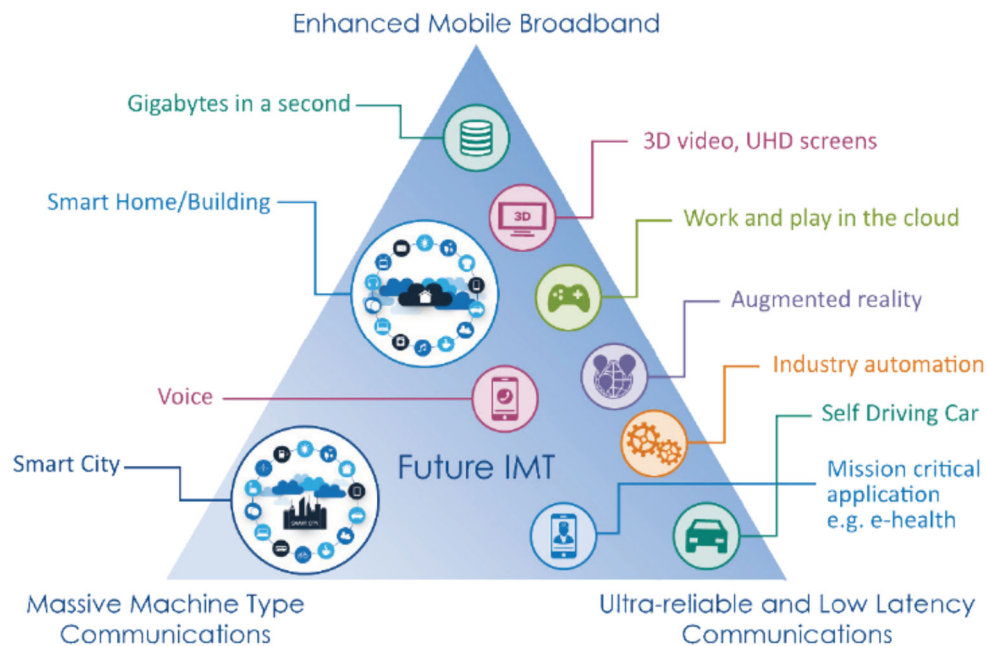 Enhanced Mobile Broadband
Gigabytes in a second
3D video, UHD screens
Smart Home/Building
3D
Work and play in the cloud
Augmented reality
Industry automation
Voice
Self Driving Car
Smart City
Future IMT
Mission critical
application
e.g. e-health
SMART CITY
Massive Machine Type
Communications
Ultra-reliable and Low Latency
Communications